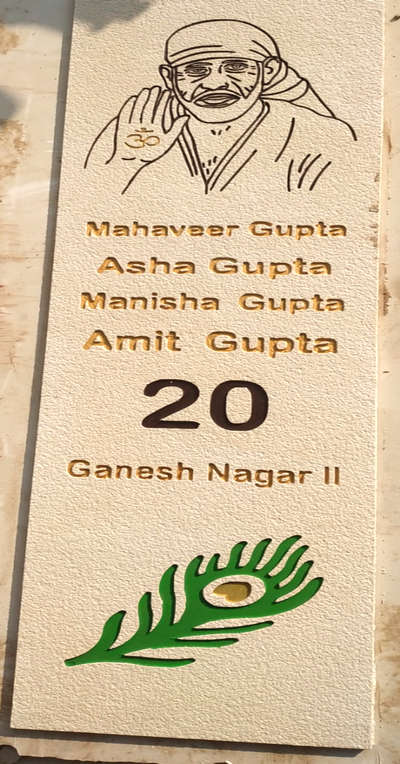 ॐ
Mahaveer Gupta
Asha Gupta
Manisha Gupta
Amit Gupta
20
Ganesh Nagar II